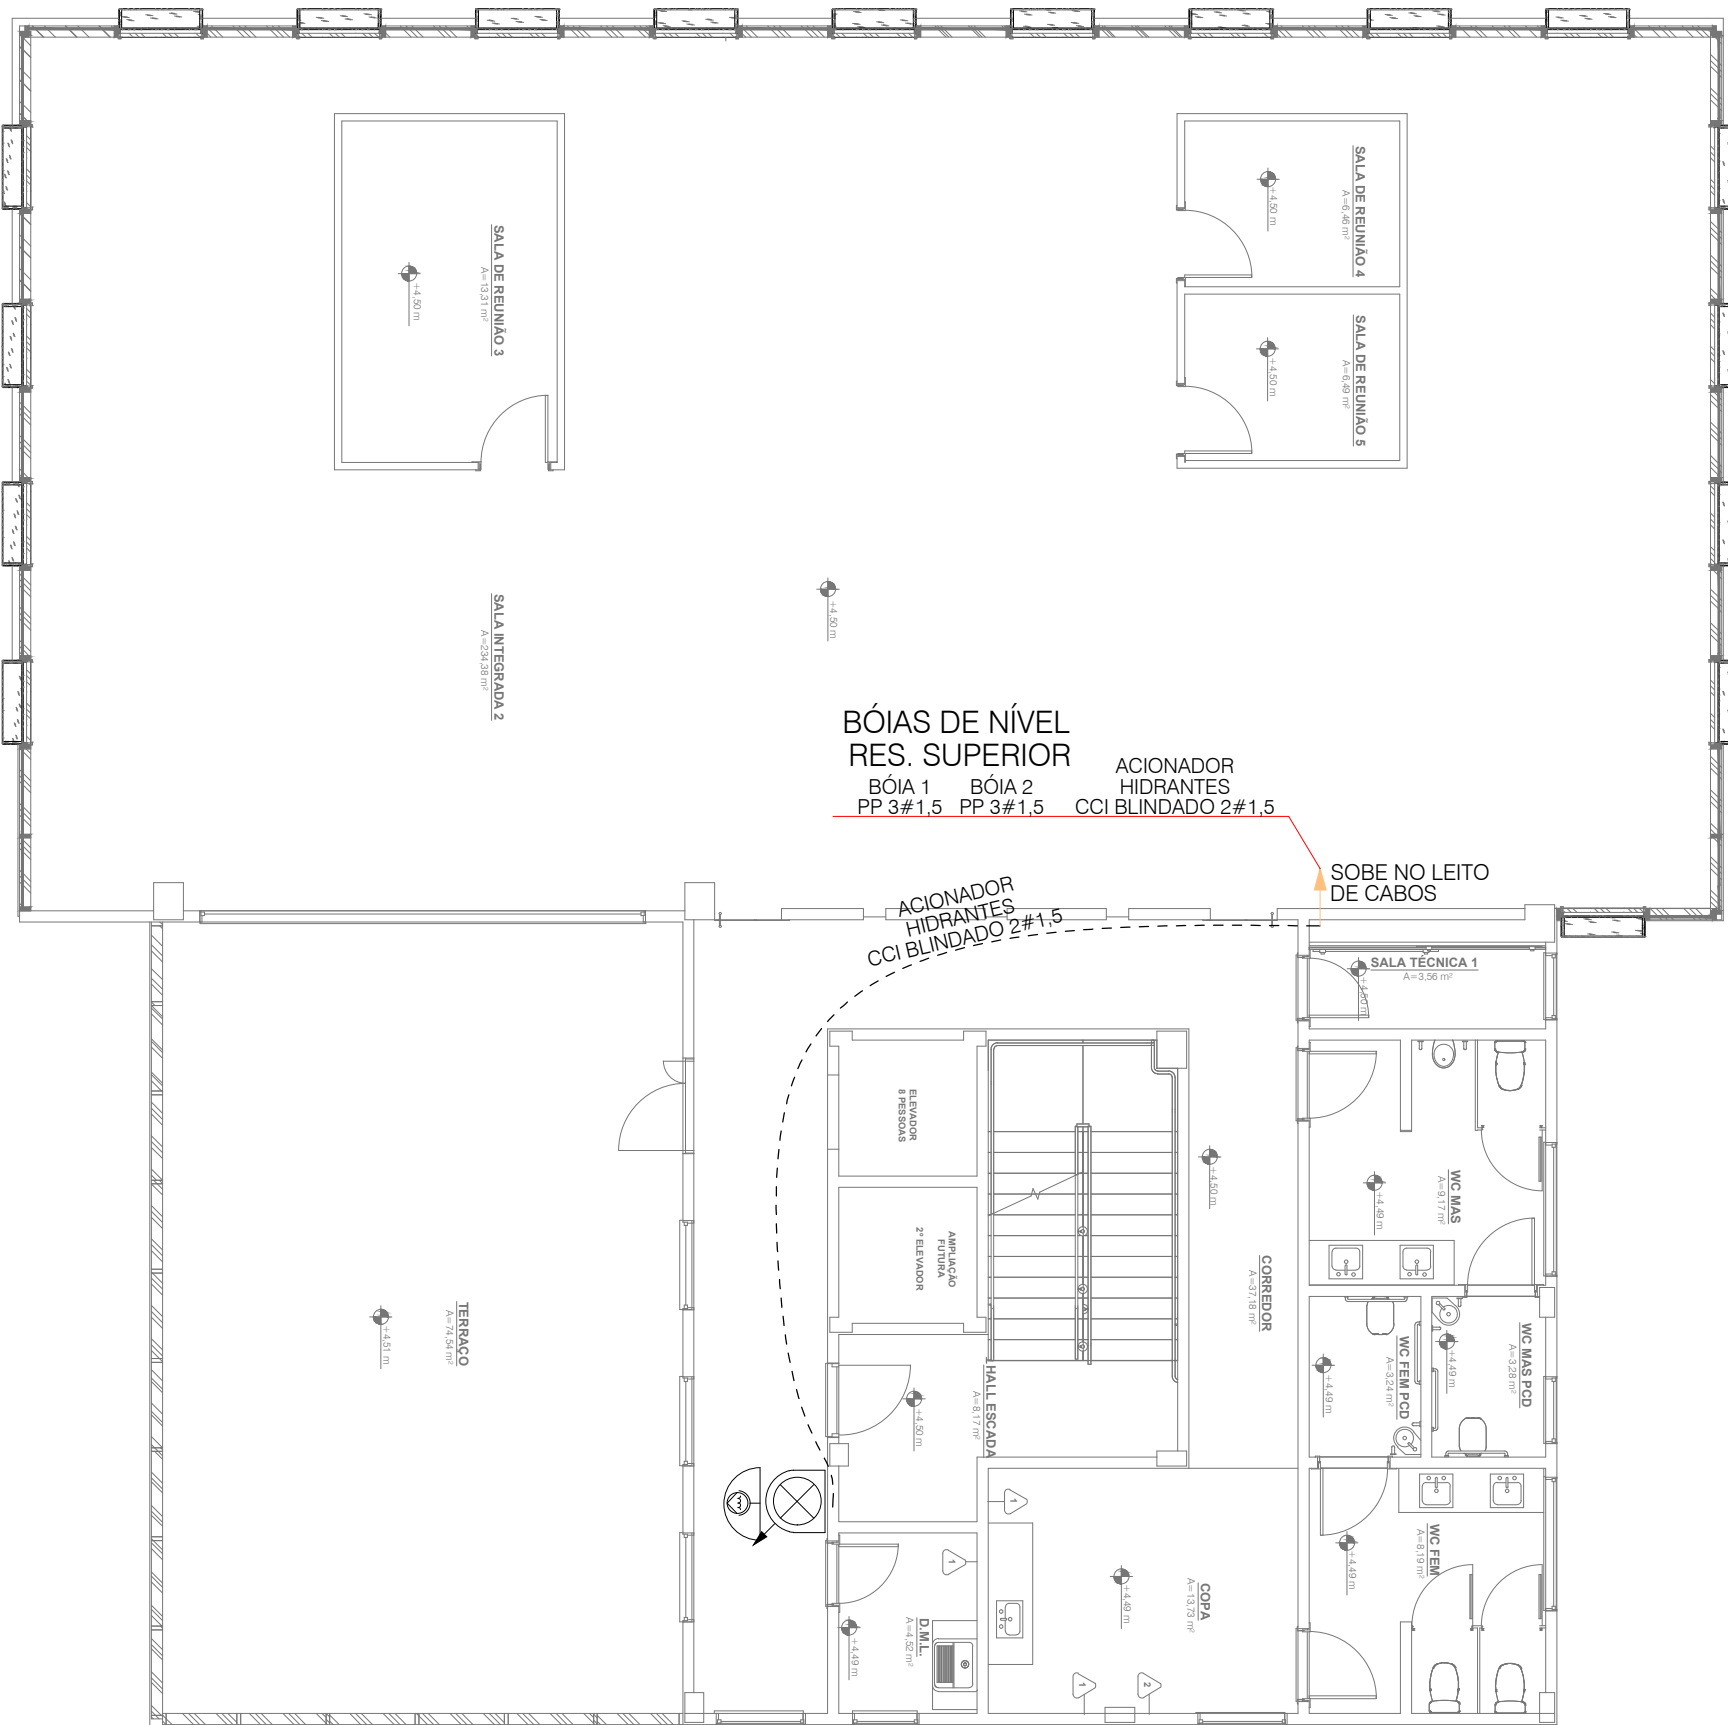 SALA DE REUNIÃO 3
A=13,31 m²
+4,50 m
SALA DE REUNIÃO 4
A=6,46 m²
+4,50 m
SALA DE REUNIÃO 5
A=6,49 m²
+4,50 m
SALA INTEGRADA 2
A=234,38 m²
+4,50 m
BÓIAS DE NÍVEL
RES. SUPERIOR
BÓIA 1
PP 3#1,5
BÓIA 2
PP 3#1,5
ACIONADOR
HIDRANTES
CCI BLINDADO 2#1,5
SOBE NO LEITO
DE CABOS
ACIONADOR
HIDRANTES
CCI BLINDADO 2#1,5
SALA TÉCNICA 1
A=3,56 m²
+4,50 m
ELEVADOR
8 PESSOAS
AMPLIAÇÃO
FUTURA
2º ELEVADOR
+4,50 m
CORREDOR
A=37,18 m²
WC MAS
A=9,17 m²
+4,49 m
TERRAÇO
A=74,54 m²
+4,51 m
HALL ESCADA
A=8,17 m²
+4,50 m
WC FEM PCD
A=3,24 m²
+4,49 m
WC MAS PCD
A=3,28 m²
+4,49 m
WC FEM
A=8,19 m²
+4,49 m
COPA
A=13,73 m²
+4,49 m
D.M.L.
A=4,52 m²
+4,49 m
1
1
1
2